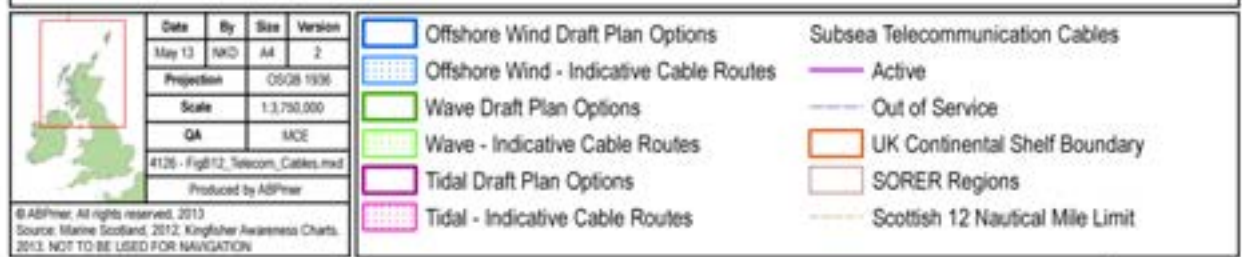 Date By Size Version
May 13 NKD A4 2
Projection OSGB 1936
Scale 1:3,750,000
QA MCE
4126 - FigB12_Telecom_Cables.mxd
Produced by ABPmer
© ABPmer, All rights reserved, 2013
Source: Marine Scotland, 2012, Kingfisher Awareness Charts,
2013. NOT TO BE USED FOR NAVIGATION
Offshore Wind Draft Plan Options
Offshore Wind - Indicative Cable Routes
Wave Draft Plan Options
Wave - Indicative Cable Routes
Tidal Draft Plan Options
Tidal - Indicative Cable Routes
Subsea Telecommunication Cables
Active
Out of Service
UK Continental Shelf Boundary
SORER Regions
Scottish 12 Nautical Mile Limit